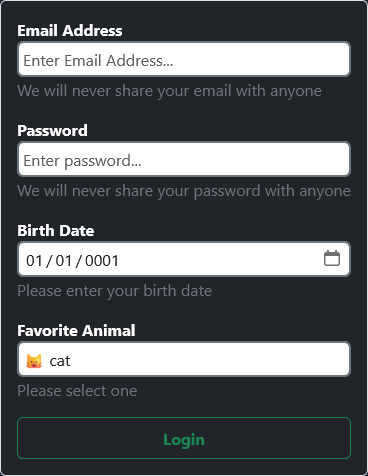 Email Address
Enter Email Address...
We will never share your email with anyone
Password
Enter password...
We will never share your password with anyone
Birth Date
01/01/0001
Please enter your birth date
Favorite Animal
🐱 cat
Please select one
Login